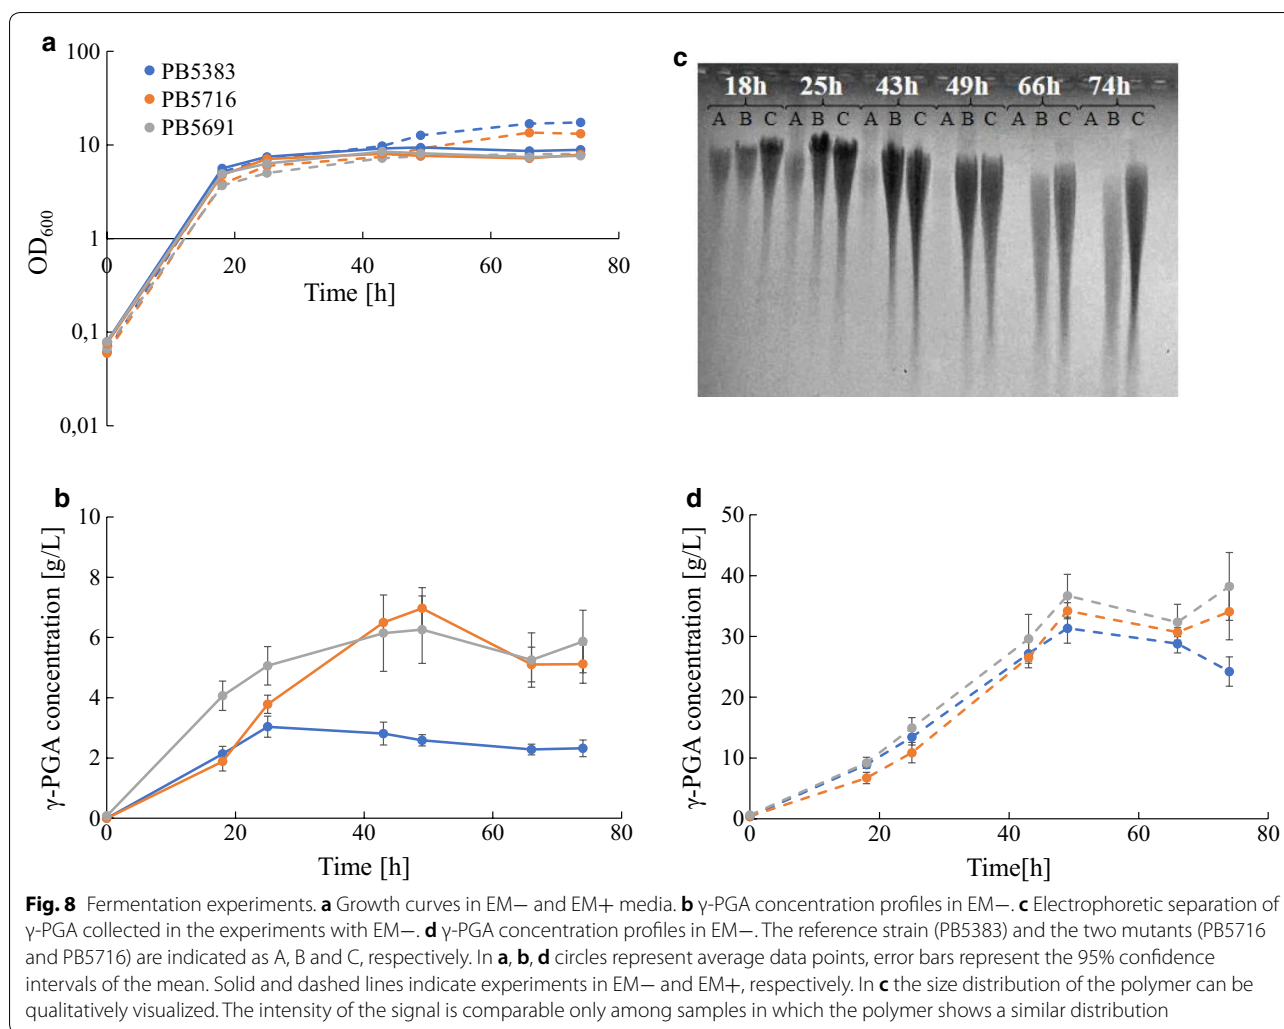 a
100
10
1
0,1
0,01
OD600
PB5383
PB5716
PB5691
0 20 40 60 80
Time [h]
c
18h 25h 43h 49h 66h 74h
A B C A B C A B C A B C A B C A B C
b
10
8
6
4
2
0
γ-PGA concentration [g/L]
0 20 40 60 80
Time [h]
d
50
40
30
20
10
0
γ-PGA concentration [g/L]
0 20 40 60 80
Time[h]
Fig. 8 Fermentation experiments. a Growth curves in EM− and EM+ media. b γ-PGA concentration profiles in EM−. c Electrophoretic separation of
γ-PGA collected in the experiments with EM−. d γ-PGA concentration profiles in EM−. The reference strain (PB5383) and the two mutants (PB5716
and PB5716) are indicated as A, B and C, respectively. In a, b, d circles represent average data points, error bars represent the 95% confidence
intervals of the mean. Solid and dashed lines indicate experiments in EM− and EM+, respectively. In c the size distribution of the polymer can be
qualitatively visualized. The intensity of the signal is comparable only among samples in which the polymer shows a similar distribution